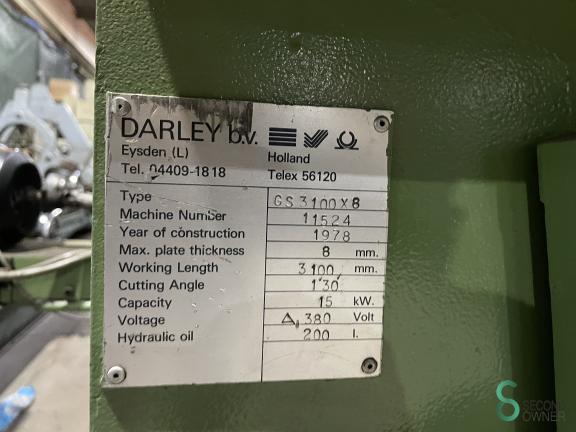 DARLEY b.v.
Eysden (L) Holland
Tel. 04409-1818 Telex 56120
Type GS 3100 X 8
Machine Number 11524
Year of construction 1978
Max. plate thickness 8 mm.
Working Length 3100 mm.
Cutting Angle 1°30'
Capacity 15 kW.
Voltage 380 Volt
Hydraulic oil 200 l.
SECOND
OWNER